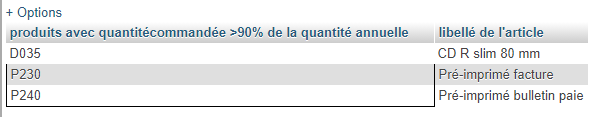 + Options
produits avec quantitécommandée >90% de la quantité annuelle libellé de l'article
D035 CD R slim 80 mm
P230 Pré-imprimé facture
P240 Pré-imprimé bulletin paie